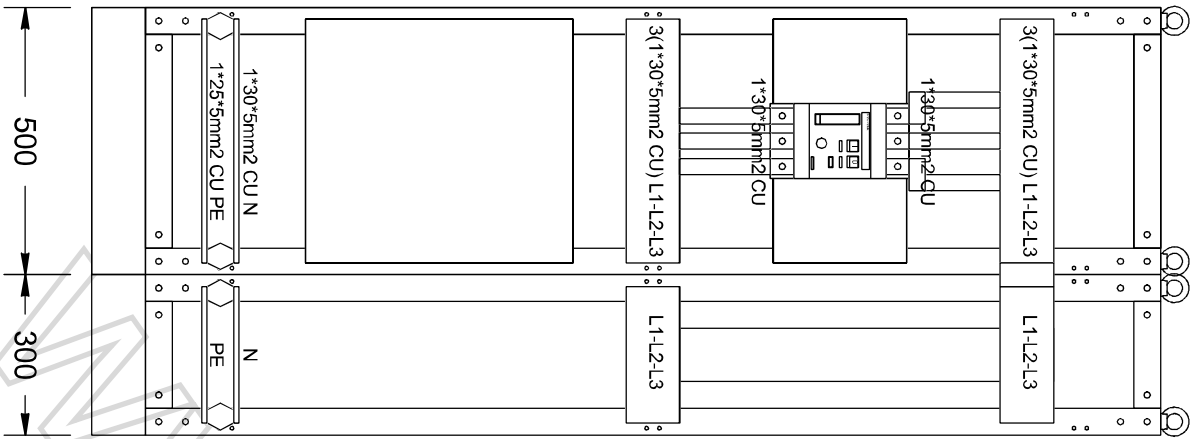 3(1*30*5mm2 CU) L1-L2-L3
L1-L2-L3
1*30*5mm2 CU
1*30*5mm2 CU
3(1*30*5mm2 CU) L1-L2-L3
L1-L2-L3
1*30*5mm2 CU N
N
1*25*5mm2 CU PE
PE
500
300